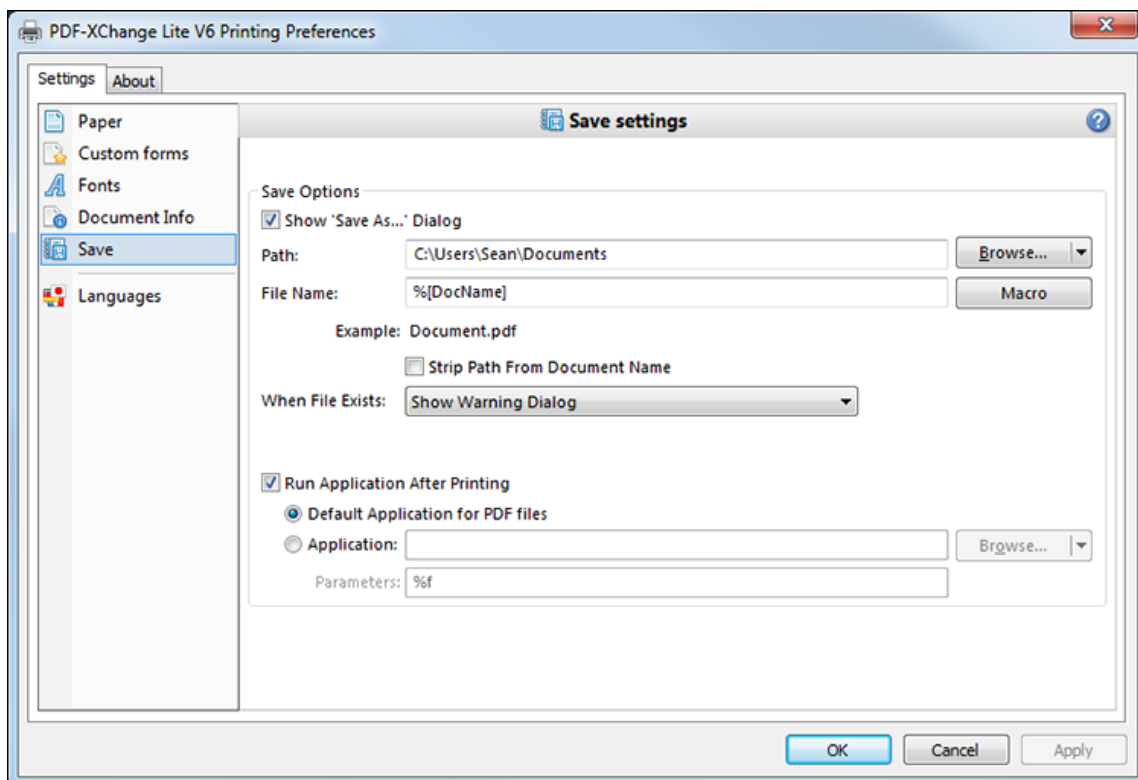 PDF-XChange Lite V6 Printing Preferences
Settings
About
Paper
Custom forms
Fonts
Document Info
Save
Languages
Save settings
Save Options
Show 'Save As...' Dialog
Path: C:\Users\Sean\Documents Browse...
File Name: %[DocName] Macro
Example: Document.pdf
Strip Path From Document Name
When File Exists: Show Warning Dialog
Run Application After Printing
Default Application for PDF files
Application: Browse...
Parameters: %f
OK Cancel Apply